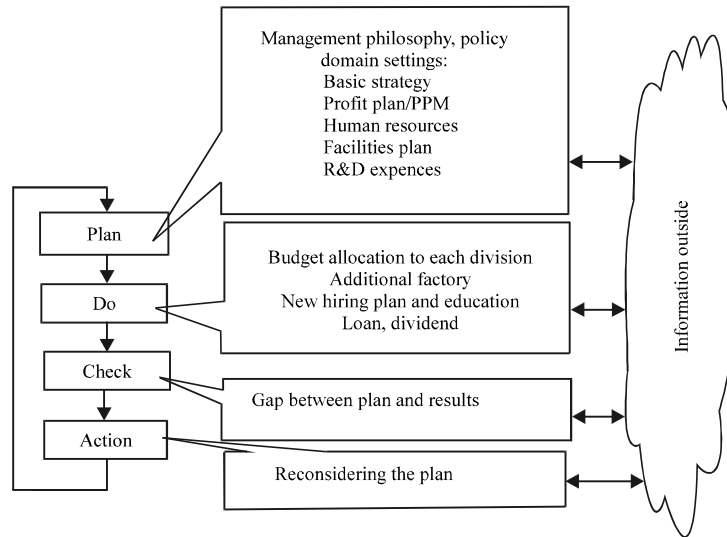 Management philosophy, policy
domain settings:
Basic strategy
Profit plan/PPM
Human resources
Facilities plan
R&D expences
Plan
Budget allocation to each division
Additional factory
New hiring plan and education
Loan, dividend
Do
Check
Gap between plan and results
Action
Reconsidering the plan
Information outside